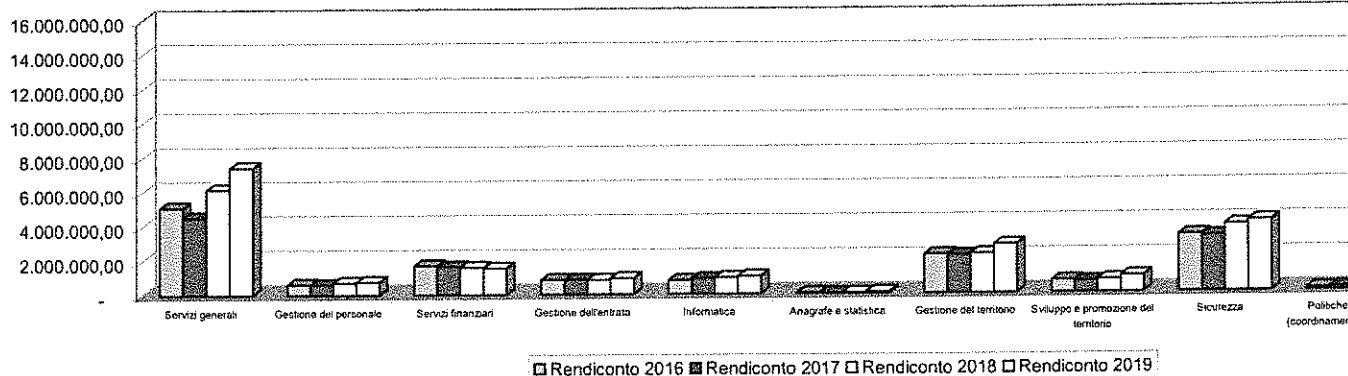 16.000.000,00
14.000.000,00
12.000.000,00
10.000.000,00
8.000.000,00
6.000.000,00
4.000.000,00
2.000.000,00
-
Servizi generali
Gestione del personale
Servizi finanziari
Gestione dell'entrata
Informatica
Anagrafe e statistica
Gestione del territorio
Sviluppo e promozione del
territorio
Sicurezza
Politiche
(coordiname
Rendiconto 2016 Rendiconto 2017 Rendiconto 2018 Rendiconto 2019